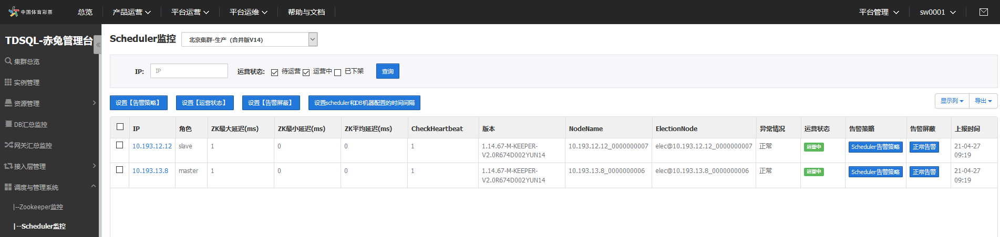 中国体育彩票 总览 产品运营 平台运营 平台运维 帮助与文档 平台管理 sw0001
TDSQL-赤兔管理台
集群总览
实例管理
资源管理
DB汇总监控
网关汇总监控
接入层管理
调度与管理系统
|--Zookeeper监控
|--Scheduler监控
Scheduler监控 北京集群-生产（合并版V14）
IP: IP 运营状态: 待运营 运营中 已下架 查询
设置【告警策略】 设置【运营状态】 设置【告警屏蔽】 设置scheduler和DB机器配置的时间间隔 显示列 导出
IP 角色 ZK最大延迟(ms) ZK最小延迟(ms) ZK平均延迟(ms) CheckHeartbeat 版本 NodeName ElectionNode 异常情况 运营状态 告警策略 告警屏蔽 上报时间
10.193.12.12 slave 1 0 0 1 1.14.67-M-KEEPER- 10.193.12.12_0000000007 elec@10.193.12.12_0000000007 正常 运营中 Scheduler告警策略 正常告警 21-04-27
V2.0R674D002YUN14 09:19
10.193.13.8 master 1 0 0 1 1.14.67-M-KEEPER- 10.193.13.8_0000000006 elec@10.193.13.8_0000000006 正常 运营中 Scheduler告警策略 正常告警 21-04-27
V2.0R674D002YUN14 09:19